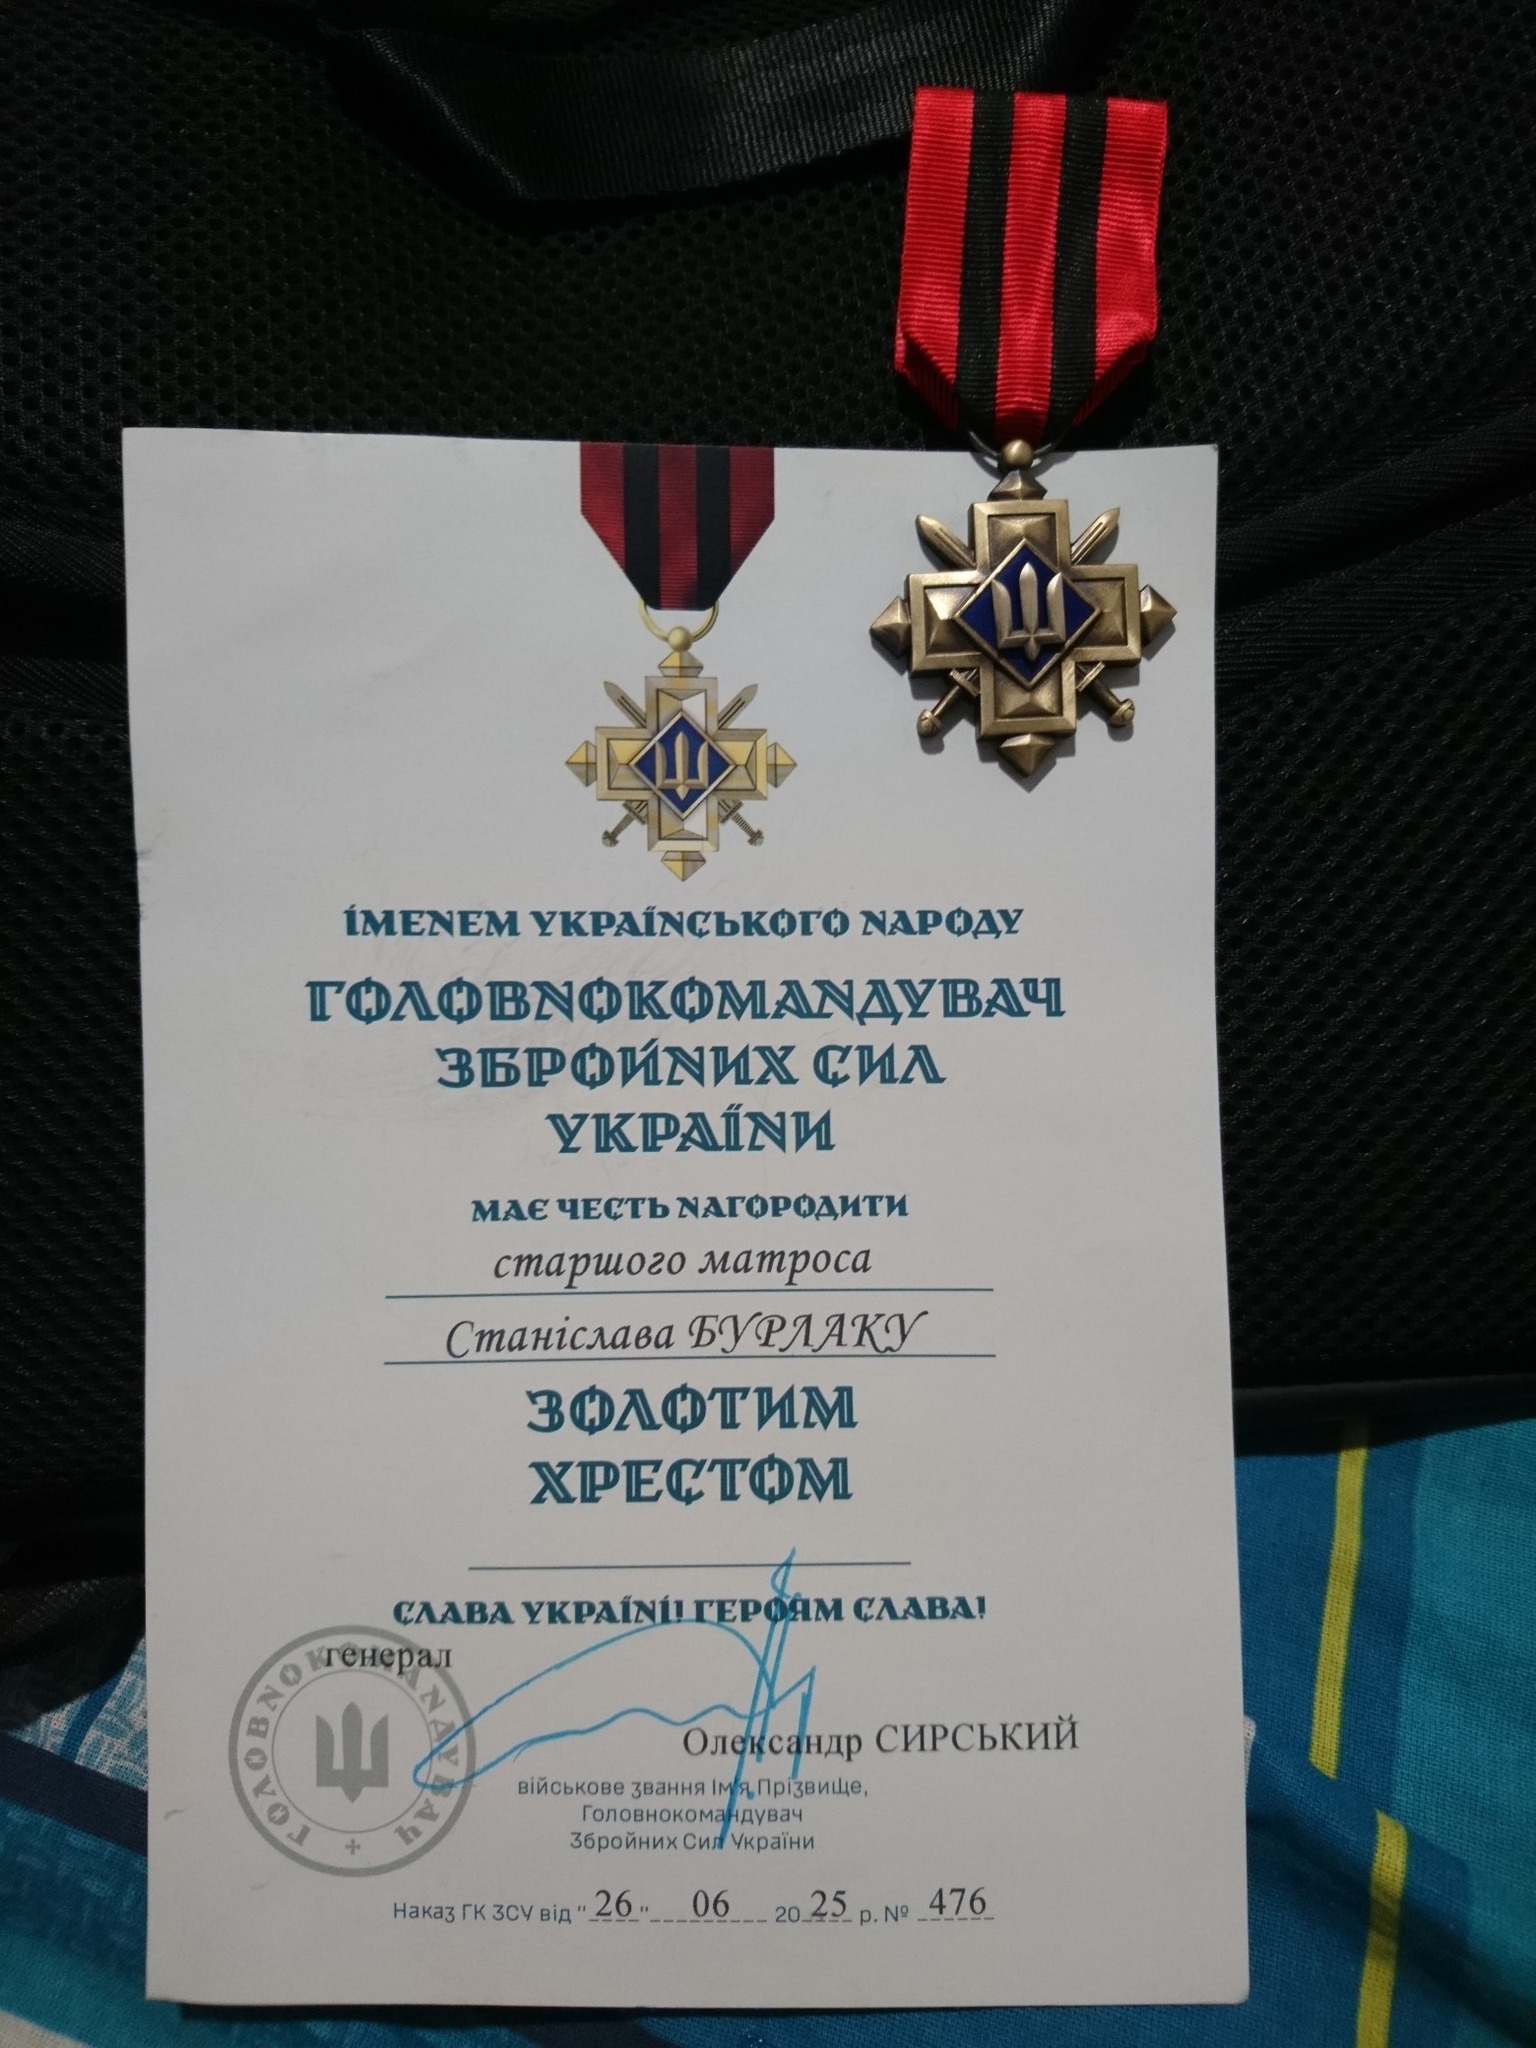 ІМЕНЕМ УКРАЇНСЬКОГО НАРОДУ
ГОЛОВНОКОМАНДУВАЧ
ЗБРОЙНИХ СИЛ
УКРАЇНИ
МАЄ ЧЕСТЬ НАГОРОДИТИ
старшого матроса
Станіслава БУРЛАКУ
ЗОЛОТИМ
ХРЕСТОМ
СЛАВА УКРАЇНІ! ГЕРОЯМ СЛАВА!
генерал
ГОЛОВНОКОМАНДУВАЧ
Олександр СИРСЬКИЙ
військове звання Ім'я Прізвище,
Головнокомандувач
Збройних Сил України
Наказ ГК ЗСУ від "26" 06 2025 р. № 476